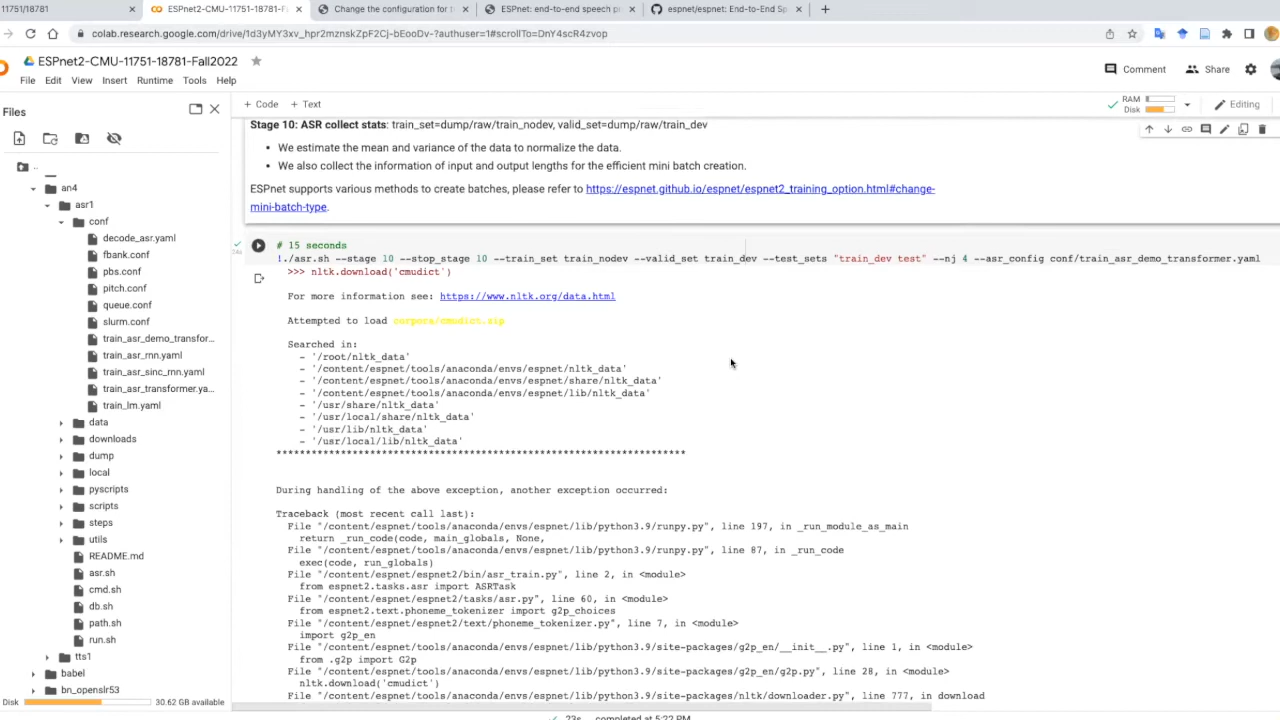 11751/18781
ESPnet2-CMU-11751-18781-F
Change the configuration for t
ESPnet: end-to-end speech pr
espnet/espnet: End-to-End Sp
colab.research.google.com/drive/1d3yMY3xv_hpr2mznskZpF2Cj-bEooDv-?authuser=1#scrollTo=DnY4scR4zvop
ESPnet2-CMU-11751-18781-Fall2022
File Edit View Insert Runtime Tools Help
Comment Share
Files
+ Code + Text
RAM
Disk
Editing
Stage 10: ASR collect stats: train_set=dump/raw/train_nodev, valid_set=dump/raw/train_dev
• We estimate the mean and variance of the data to normalize the data.
• We also collect the information of input and output lengths for the efficient mini batch creation.
ESPnet supports various methods to create batches, please refer to https://espnet.github.io/espnet/espnet2_training_option.html#change-
mini-batch-type.
..
an4
asr1
conf
decode_asr.yaml
fbank.conf
pbs.conf
pitch.conf
queue.conf
slurm.conf
train_asr_demo_transfor...
train_asr_rnn.yaml
train_asr_sinc_rnn.yaml
train_asr_transformer.ya...
train_lm.yaml
data
downloads
dump
local
pyscripts
scripts
steps
utils
README.md
asr.sh
cmd.sh
db.sh
path.sh
run.sh
tts1
babel
bn_openslr53
Disk 30.62 GB available
# 15 seconds
!./asr.sh --stage 10 --stop_stage 10 --train_set train_nodev --valid_set train_dev --test_sets "train_dev test" --nj 4 --asr_config conf/train_asr_demo_transformer.yaml
>>> nltk.download('cmudict')
For more information see: https://www.nltk.org/data.html
Attempted to load corpora/cmudict.zip
Searched in:
- '/root/nltk_data'
- '/content/espnet/tools/anaconda/envs/espnet/nltk_data'
- '/content/espnet/tools/anaconda/envs/espnet/share/nltk_data'
- '/content/espnet/tools/anaconda/envs/espnet/lib/nltk_data'
- '/usr/share/nltk_data'
- '/usr/local/share/nltk_data'
- '/usr/lib/nltk_data'
- '/usr/local/lib/nltk_data'
**********************************************************************
During handling of the above exception, another exception occurred:
Traceback (most recent call last):
File "/content/espnet/tools/anaconda/envs/espnet/lib/python3.9/runpy.py", line 197, in _run_module_as_main
return _run_code(code, main_globals, None,
File "/content/espnet/tools/anaconda/envs/espnet/lib/python3.9/runpy.py", line 87, in _run_code
exec(code, run_globals)
File "/content/espnet/espnet2/bin/asr_train.py", line 2, in <module>
from espnet2.tasks.asr import ASRTask
File "/content/espnet/espnet2/tasks/asr.py", line 60, in <module>
from espnet2.text.phoneme_tokenizer import g2p_choices
File "/content/espnet/espnet2/text/phoneme_tokenizer.py", line 7, in <module>
import g2p_en
File "/content/espnet/tools/anaconda/envs/espnet/lib/python3.9/site-packages/g2p_en/__init__.py", line 1, in <module>
from .g2p import G2p
File "/content/espnet/tools/anaconda/envs/espnet/lib/python3.9/site-packages/g2p_en/g2p.py", line 28, in <module>
nltk.download('cmudict')
File "/content/espnet/tools/anaconda/envs/espnet/lib/python3.9/site-packages/nltk/downloader.py", line 777, in download
23s completed at 5:22 PM